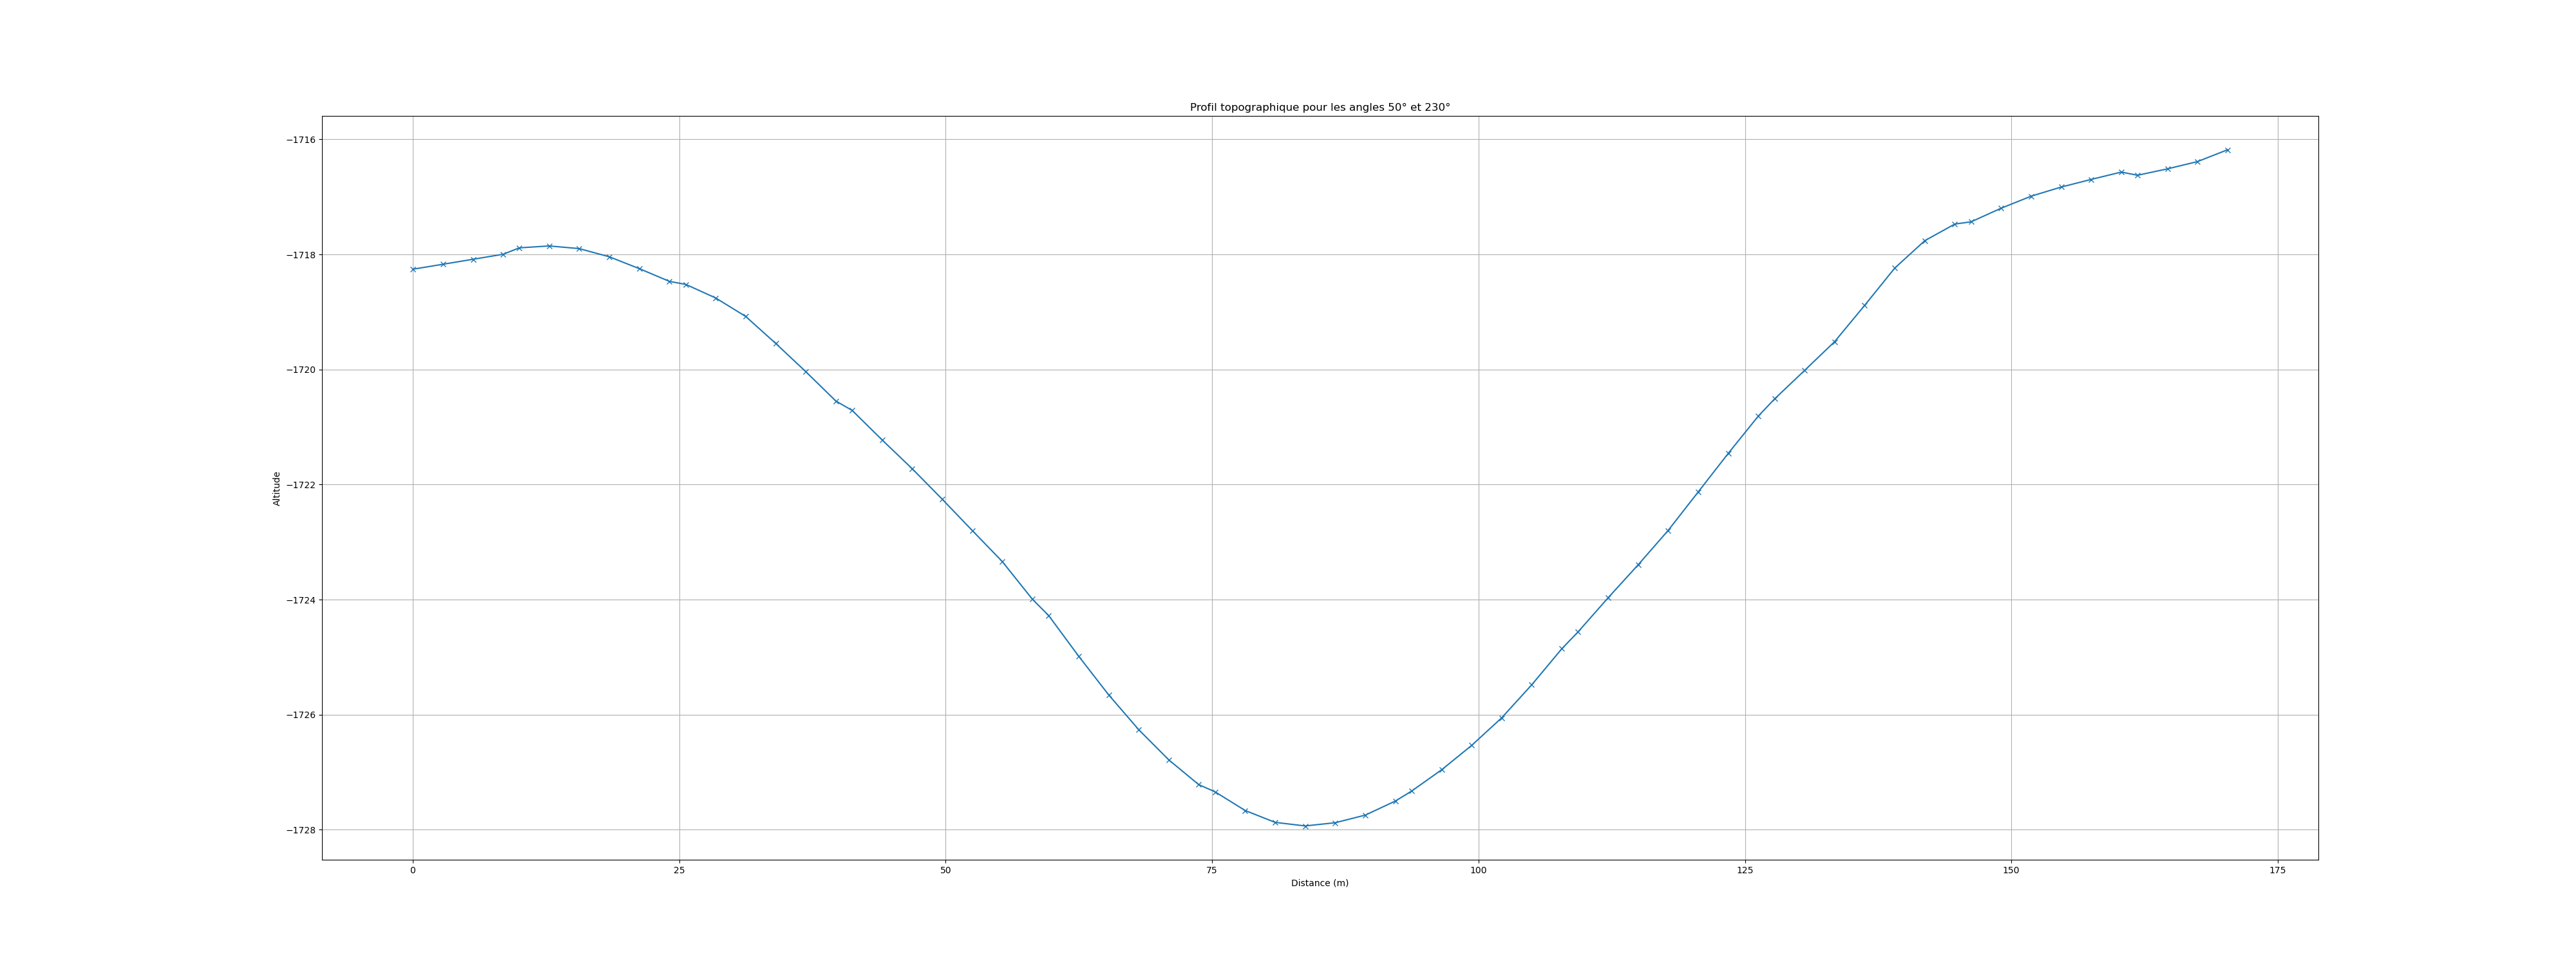 Profil topographique pour les angles 50° et 230°
Altitude
−1716
−1718
−1720
−1722
−1724
−1726
−1728
0 25 50 75 100 125 150 175
Distance (m)